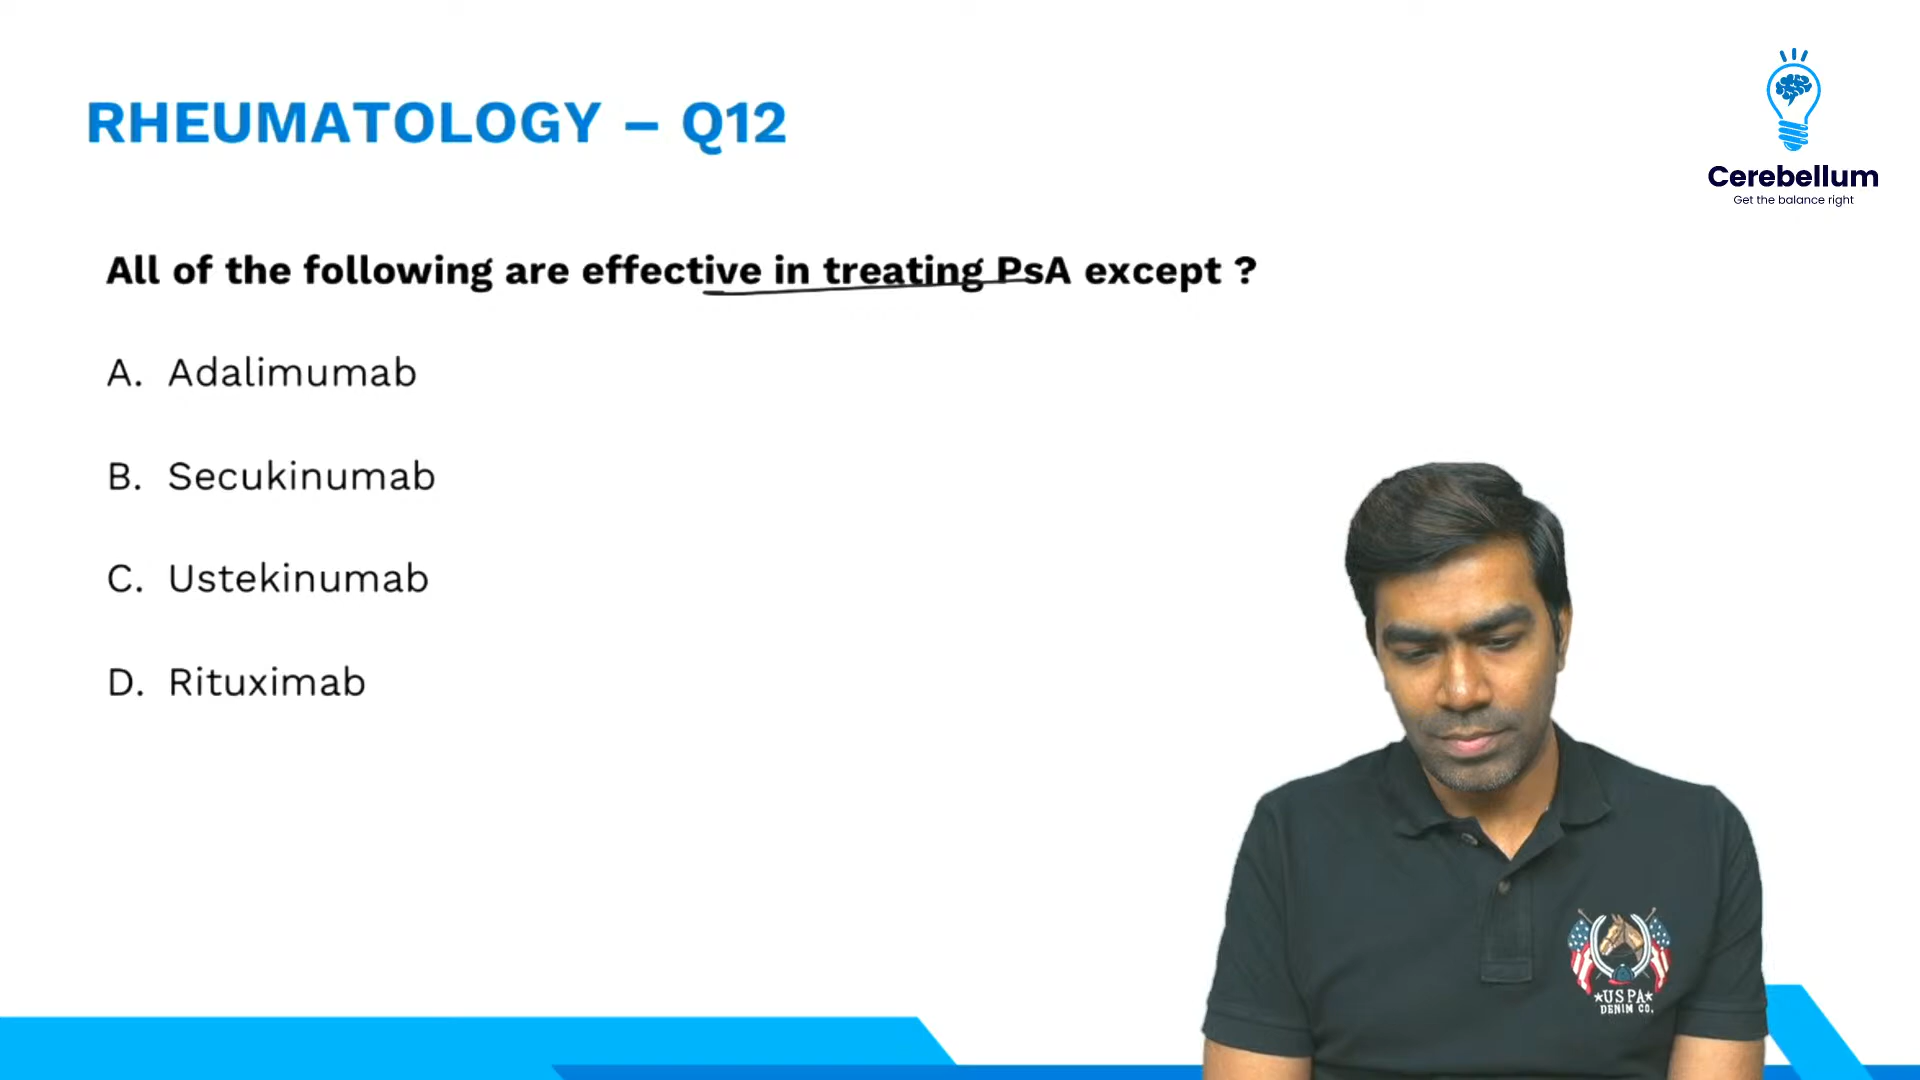 RHEUMATOLOGY – Q12
Cerebellum
Get the balance right
All of the following are effective in treating PsA except ?
A. Adalimumab
B. Secukinumab
C. Ustekinumab
D. Rituximab
★USPA★
DENIM CO.